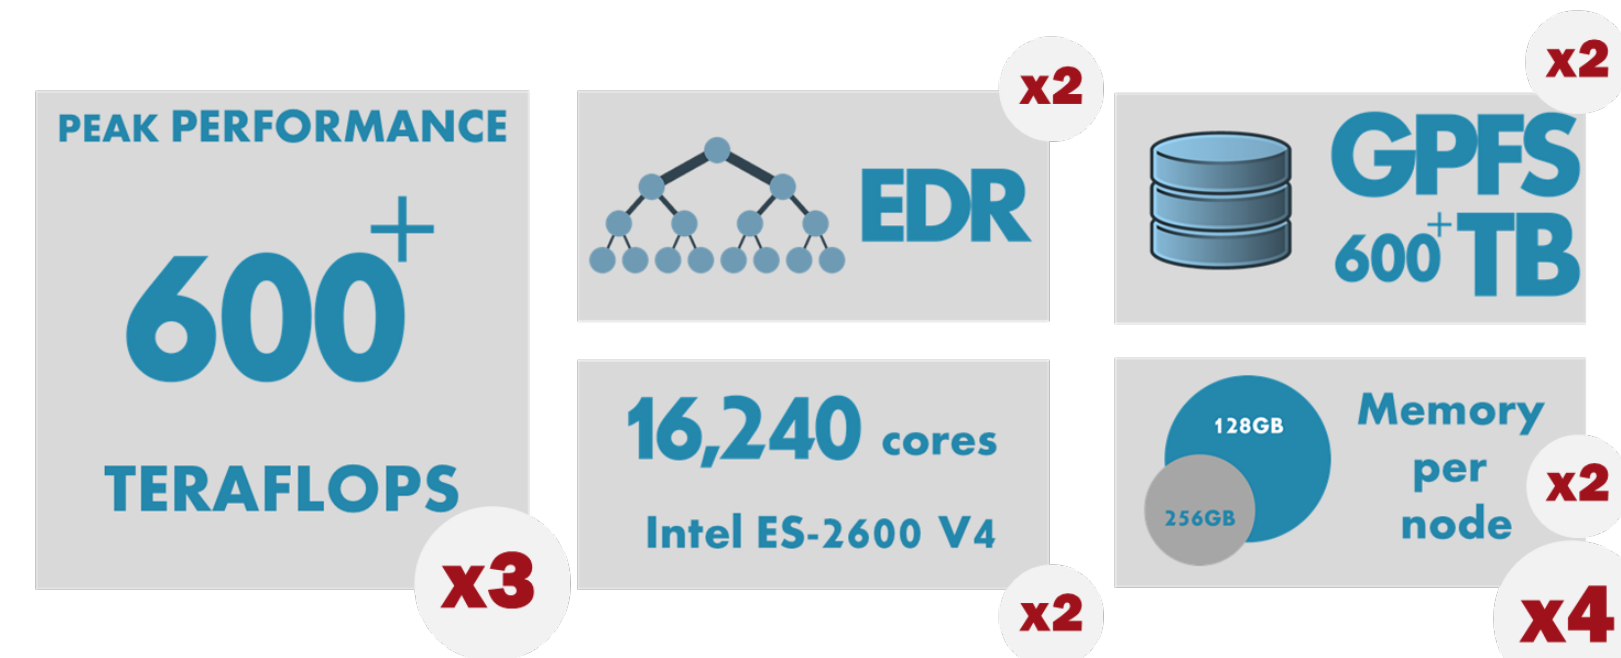 PEAK PERFORMANCE
600+
TERAFLOPS
x3
x2
EDR
16,240 cores
Intel ES-2600 V4
x2
x2
GPFS
600+ TB
128GB
256GB
Memory
per
node
x2
x4